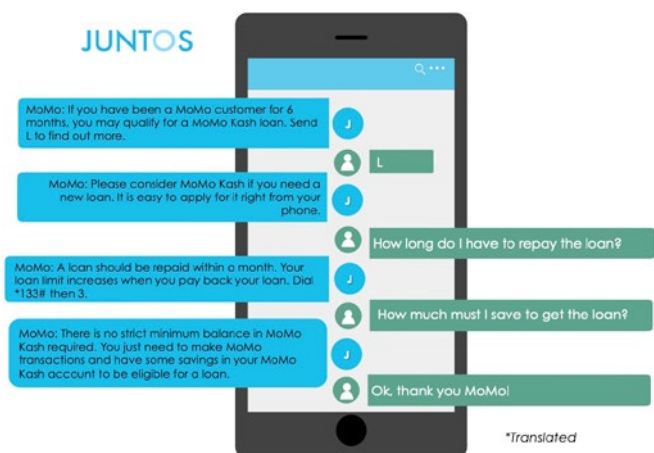 JUNTOS
MoMo: If you have been a MoMo customer for 6
months, you may qualify for a MoMo Kash loan. Send
L to find out more.
J
L
MoMo: Please consider MoMo Kash if you need a
new loan. It is easy to apply for it right from your
phone.
J
How long do I have to repay the loan?
MoMo: A loan should be repaid within a month. Your
loan limit increases when you pay back your loan. Dial
*133# then 3.
J
How much must I save to get the loan?
MoMo: There is no strict minimum balance in MoMo
Kash required. You just need to make MoMo
transactions and have some savings in your MoMo
Kash account to be eligible for a loan.
J
Ok, thank you MoMo!
*Translated